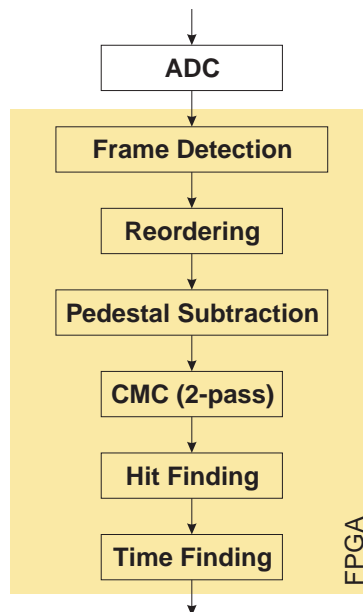 ADC
Frame Detection
Reordering
Pedestal Subtraction
CMC (2-pass)
Hit Finding
Time Finding
FPGA